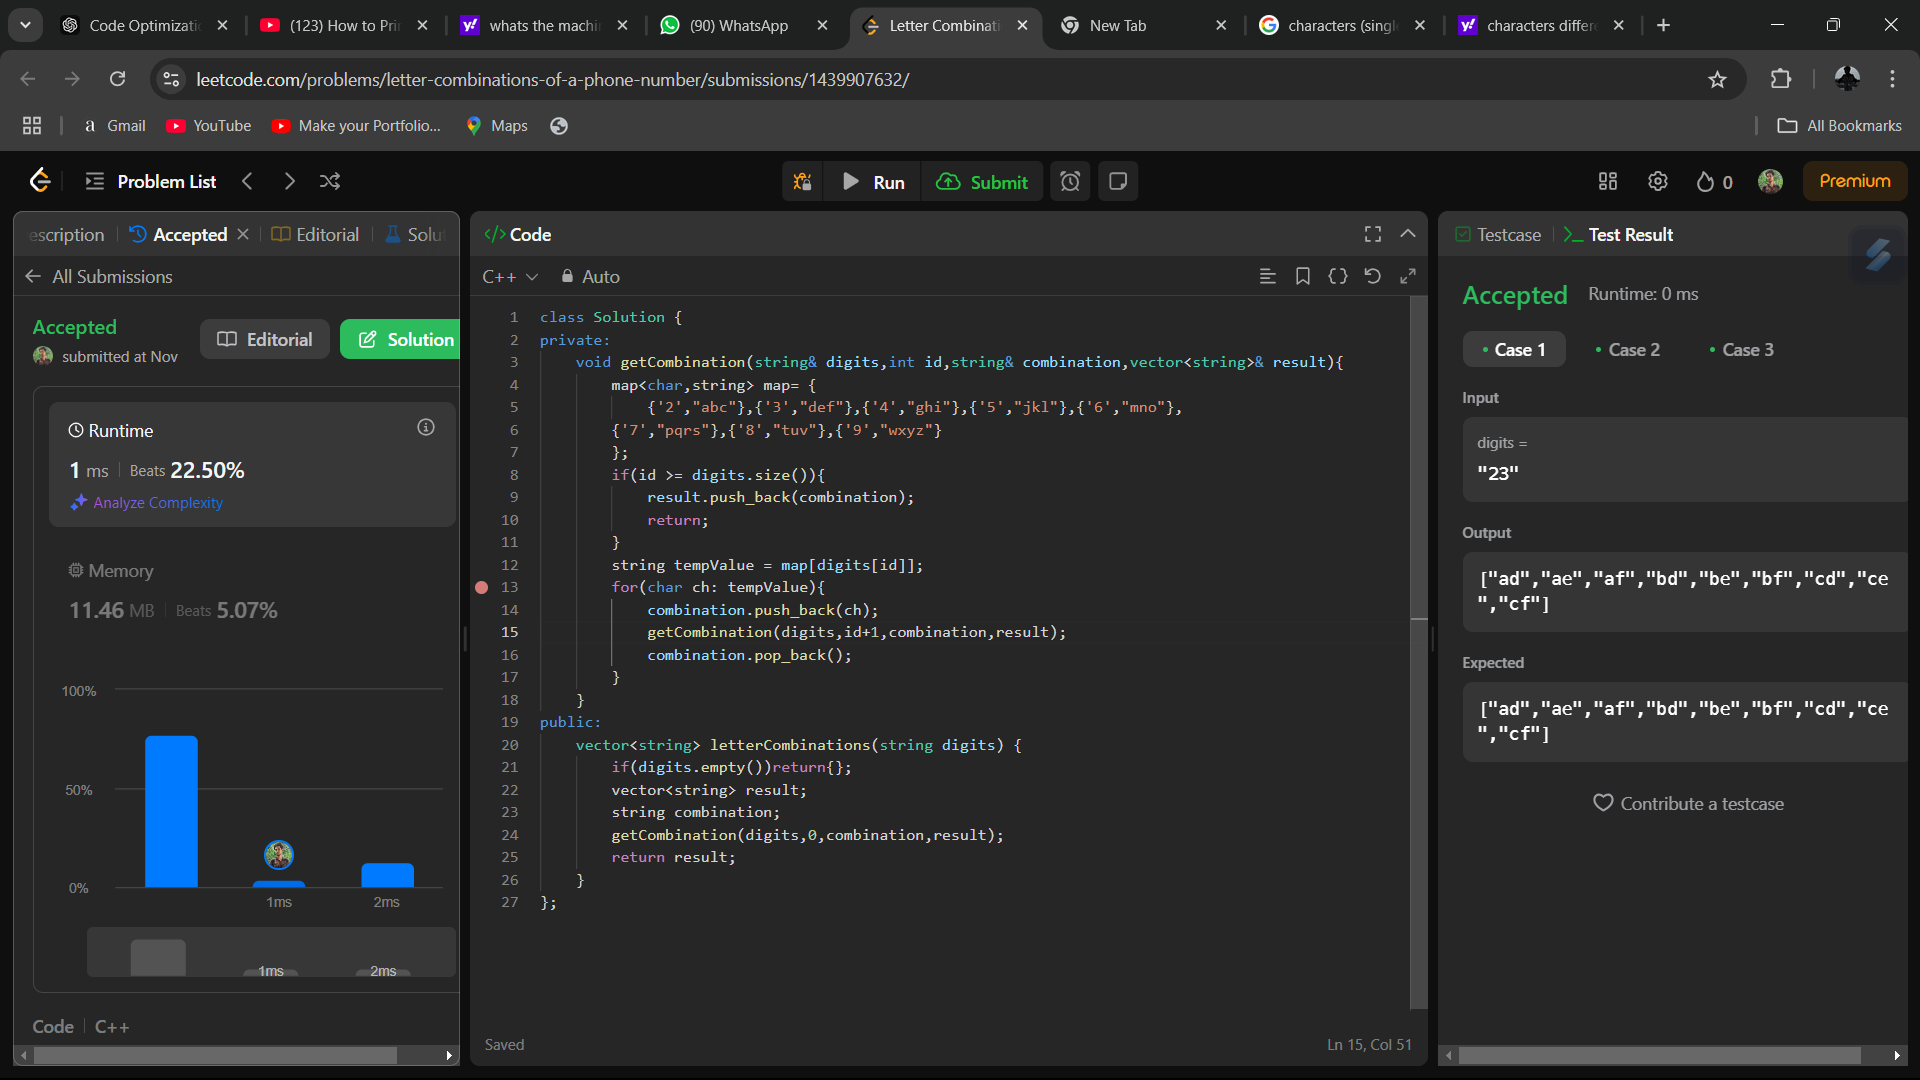 Code Optimizati
(123) How to Pri
whats the machi
(90) WhatsApp
Letter Combinat
New Tab
characters (singl
characters differ
leetcode.com/problems/letter-combinations-of-a-phone-number/submissions/1439907632/
Gmail
YouTube
Make your Portfolio...
Maps
All Bookmarks
Problem List
Run
Submit
0
Premium
escription
Accepted
Editorial
Solut
</> Code
Testcase
>_ Test Result
All Submissions
C++
Auto
Accepted
submitted at Nov
Editorial
Solution
Runtime
1 ms | Beats 22.50%
Analyze Complexity
Memory
11.46 MB | Beats 5.07%
100%
50%
0%
1ms
2ms
1ms
2ms
Code | C++
1 class Solution {
2 private:
3 void getCombination(string& digits,int id,string& combination,vector<string>& result){
4 map<char,string> map= {
5 {'2',"abc"},{'3',"def"},{'4',"ghi"},{'5',"jkl"},{'6',"mno"},
6 {'7',"pqrs"},{'8',"tuv"},{'9',"wxyz"}
7 };
8 if(id >= digits.size()){
9 result.push_back(combination);
10 return;
11 }
12 string tempValue = map[digits[id]];
13 for(char ch: tempValue){
14 combination.push_back(ch);
15 getCombination(digits,id+1,combination,result);
16 combination.pop_back();
17 }
18 }
19 public:
20 vector<string> letterCombinations(string digits) {
21 if(digits.empty())return{};
22 vector<string> result;
23 string combination;
24 getCombination(digits,0,combination,result);
25 return result;
26 }
27 };
Saved
Ln 15, Col 51
Accepted
Runtime: 0 ms
• Case 1
• Case 2
• Case 3
Input
digits =
"23"
Output
["ad","ae","af","bd","be","bf","cd","ce
","cf"]
Expected
["ad","ae","af","bd","be","bf","cd","ce
","cf"]
Contribute a testcase